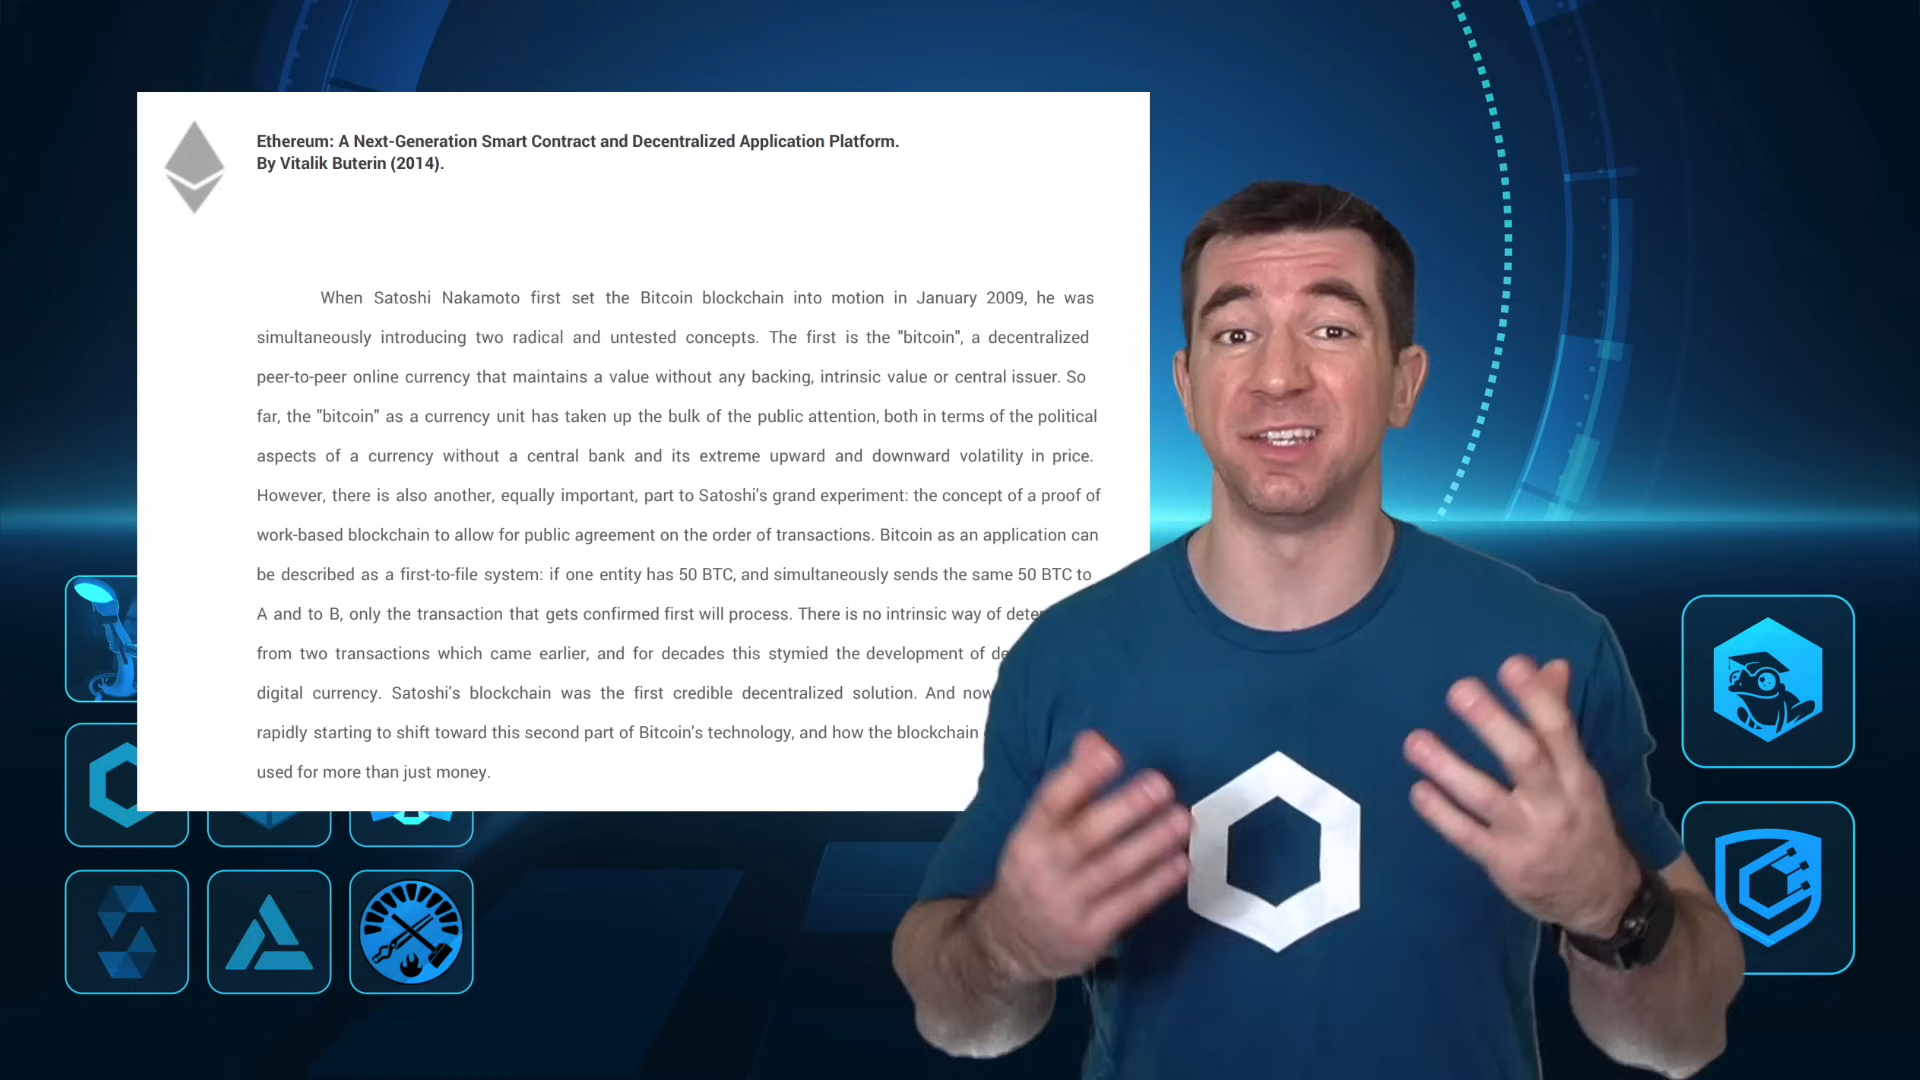 Ethereum: A Next-Generation Smart Contract and Decentralized Application Platform.
By Vitalik Buterin (2014).
When Satoshi Nakamoto first set the Bitcoin blockchain into motion in January 2009, he was
simultaneously introducing two radical and untested concepts. The first is the "bitcoin", a decentralized
peer-to-peer online currency that maintains a value without any backing, intrinsic value or central issuer. So
far, the "bitcoin" as a currency unit has taken up the bulk of the public attention, both in terms of the political
aspects of a currency without a central bank and its extreme upward and downward volatility in price.
However, there is also another, equally important, part to Satoshi's grand experiment: the concept of a proof of
work-based blockchain to allow for public agreement on the order of transactions. Bitcoin as an application can
be described as a first-to-file system: if one entity has 50 BTC, and simultaneously sends the same 50 BTC to
A and to B, only the transaction that gets confirmed first will process. There is no intrinsic way of
from two transactions which came earlier, and for decades this stymied the development of
digital currency. Satoshi's blockchain was the first credible decentralized solution. And now
rapidly starting to shift toward this second part of Bitcoin's technology, and how the blockchain
used for more than just money.